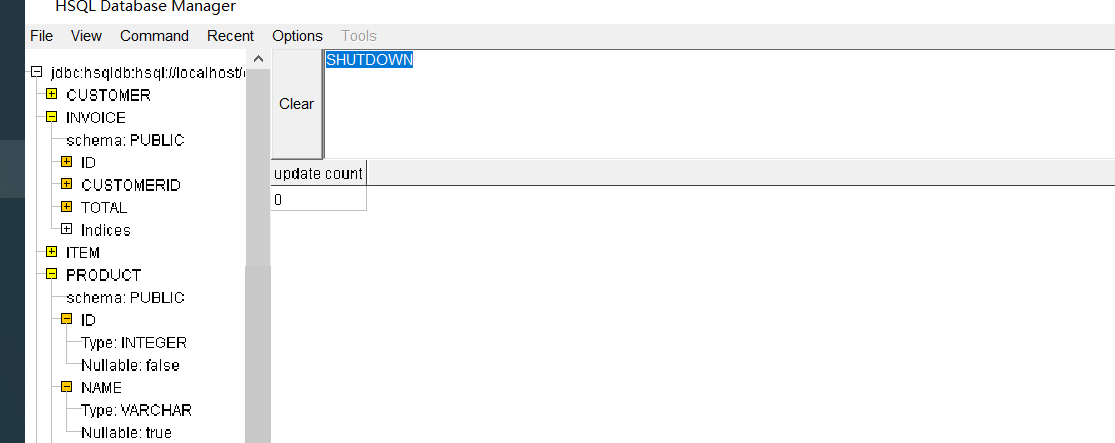 HSQL Database Manager
File View Command Recent Options Tools
jdbc:hsqldb:hsql://localhost/
CUSTOMER
INVOICE
schema: PUBLIC
ID
CUSTOMERID
TOTAL
Indices
ITEM
PRODUCT
schema: PUBLIC
ID
Type: INTEGER
Nullable: false
NAME
Type: VARCHAR
Nullable: true
Clear
SHUTDOWN
update count
0